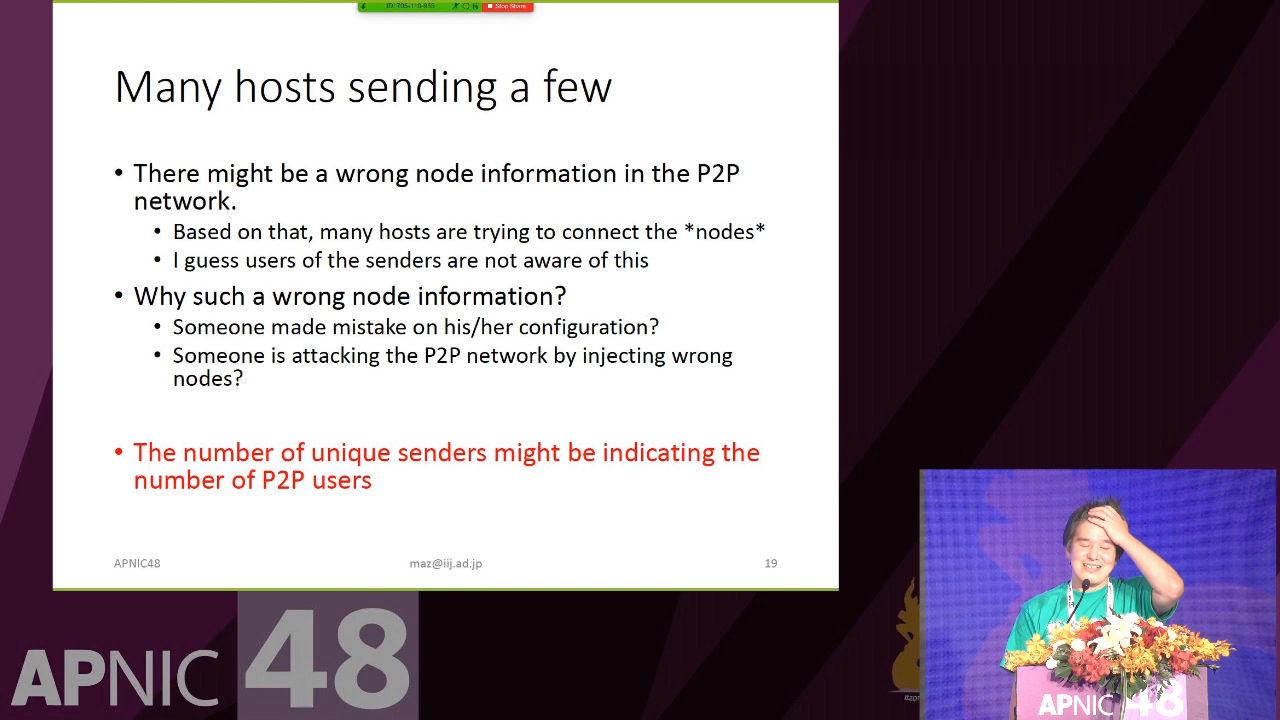 ID: 705-110-855
Stop Share
Many hosts sending a few
• There might be a wrong node information in the P2P
network.
• Based on that, many hosts are trying to connect the *nodes*
• I guess users of the senders are not aware of this
• Why such a wrong node information?
• Someone made mistake on his/her configuration?
• Someone is attacking the P2P network by injecting wrong
nodes?
• The number of unique senders might be indicating the
number of P2P users
APNIC48
maz@iij.ad.jp
19
APNIC 48
APNIC 48